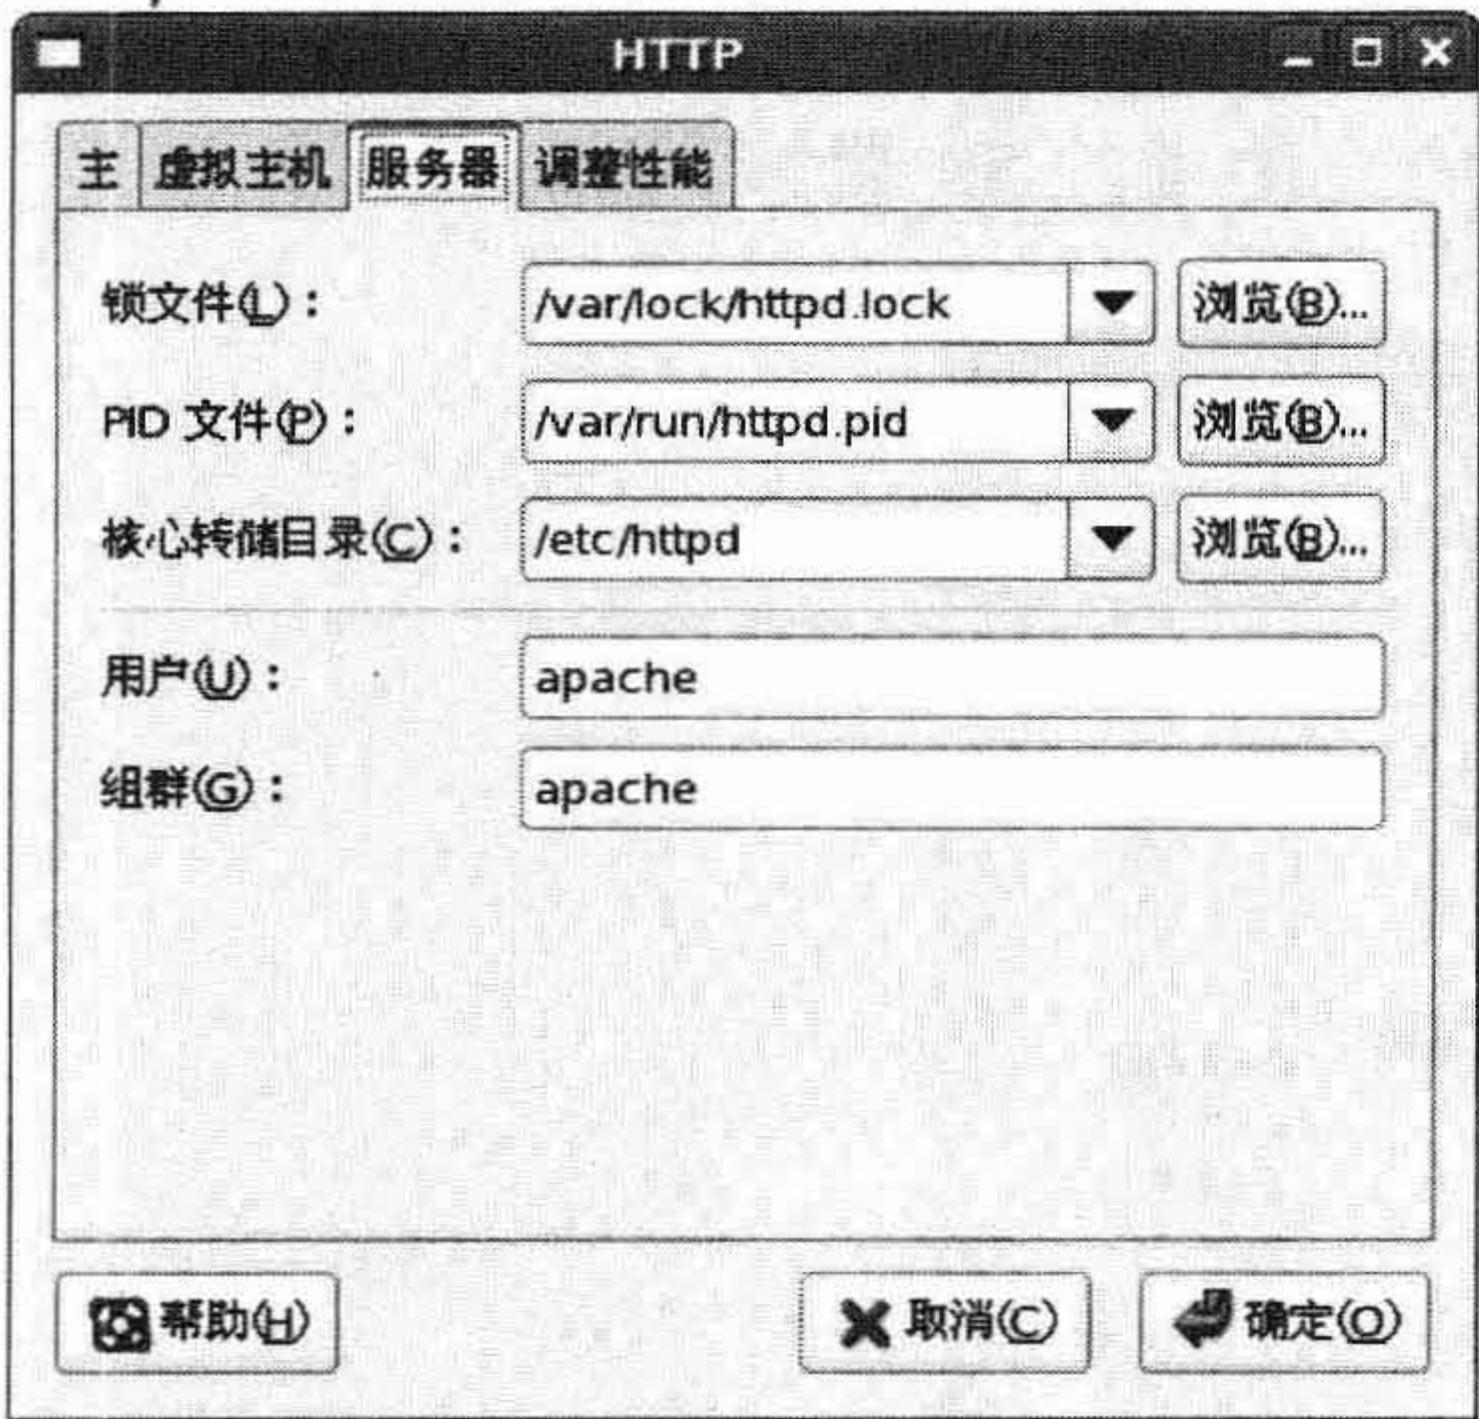 HTTP
主 虚拟主机 服务器 调整性能
锁文件(L)： /var/lock/httpd.lock 浏览(B)...
PID 文件(P)： /var/run/httpd.pid 浏览(B)...
核心转储目录(C)： /etc/httpd 浏览(B)...
用户(U)： apache
组群(G)： apache
帮助(H) 取消(C) 确定(O)